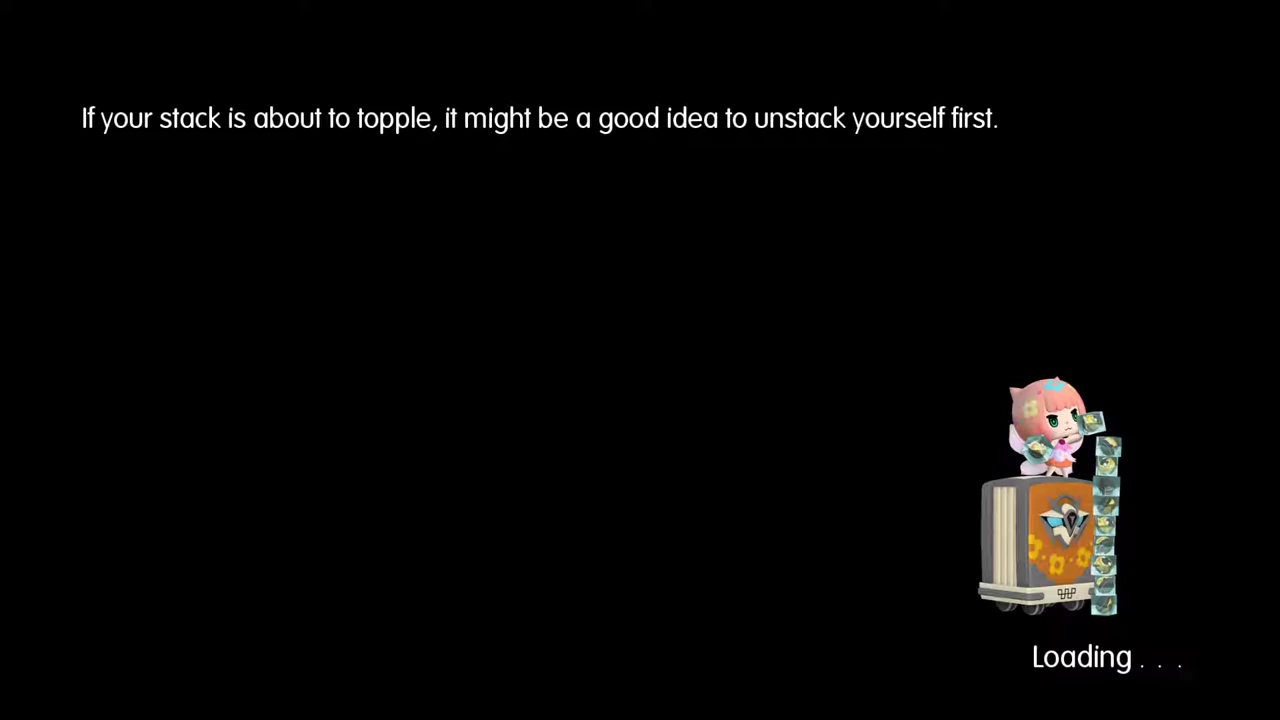 If your stack is about to topple, it might be a good idea to unstack yourself first.
Loading . . .